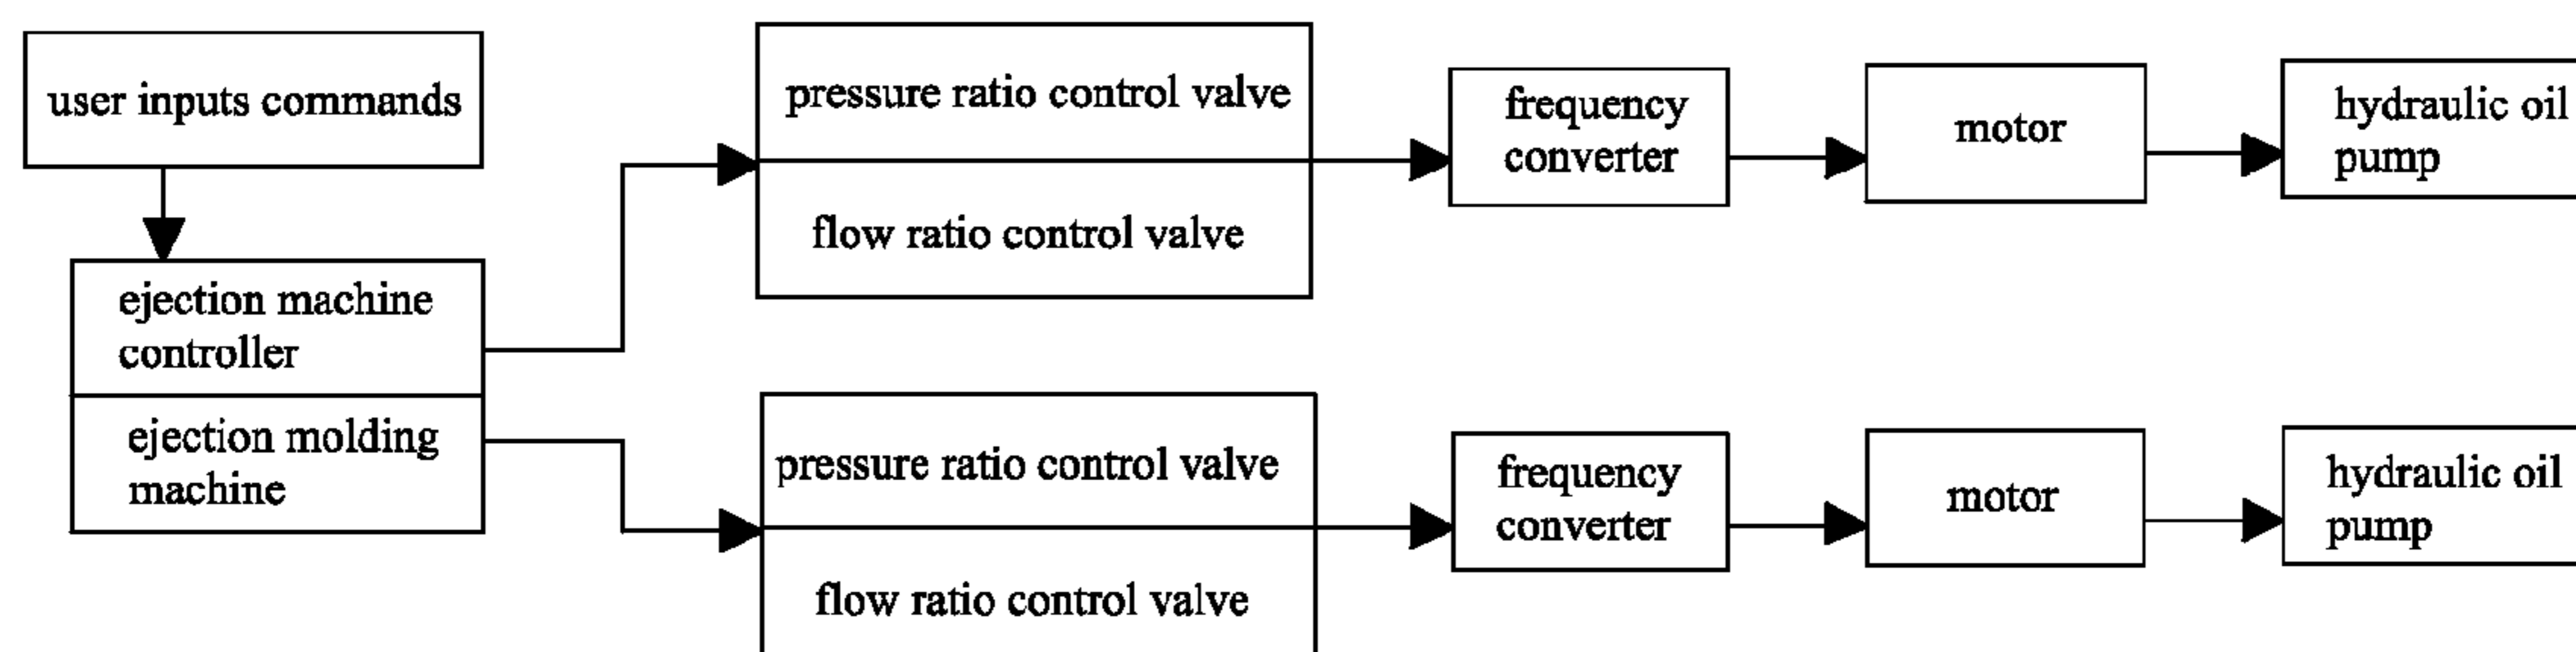 user inputs commands
ejection machine
controller
ejection molding
machine
pressure ratio control valve
flow ratio control valve
frequency
converter
motor
hydraulic oil
pump
pressure ratio control valve
flow ratio control valve
frequency
converter
motor
hydraulic oil
pump